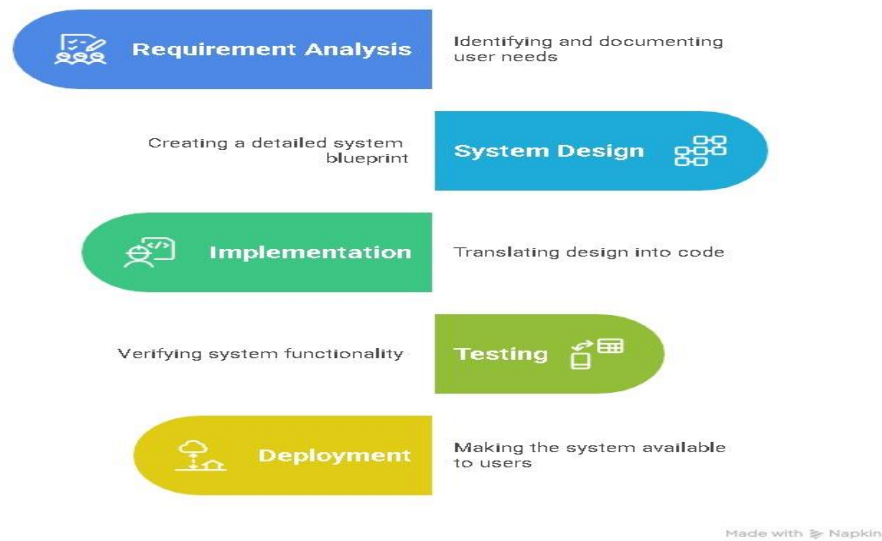 Requirement Analysis
Identifying and documenting
user needs
Creating a detailed system
blueprint
System Design
Implementation
Translating design into code
Verifying system functionality
Testing
Deployment
Making the system available
to users
Made with Napkin